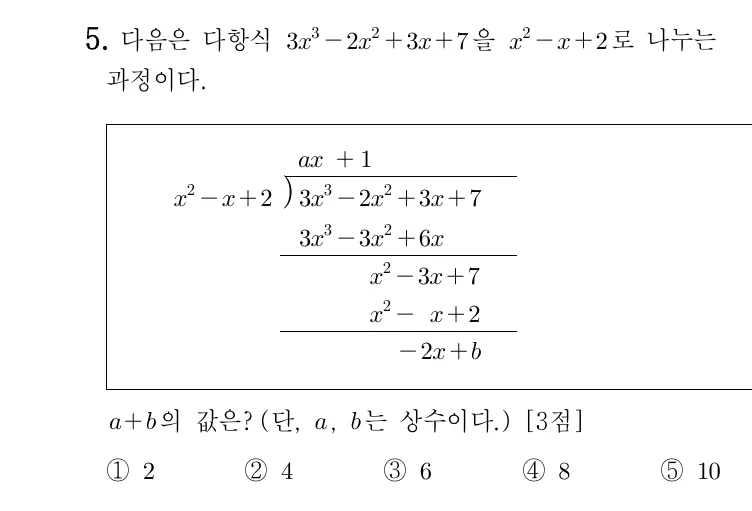 5. 다음은 다항식 3x³−2x²+3x+7을 x²−x+2로 나누는
과정이다.
ax +1
x²−x+2 ) 3x³−2x²+3x+7
3x³−3x²+6x
x²−3x+7
x²− x+2
−2x+b
a+b의 값은? (단, a, b는 상수이다.) [3점]
① 2 ② 4 ③ 6 ④ 8 ⑤ 10